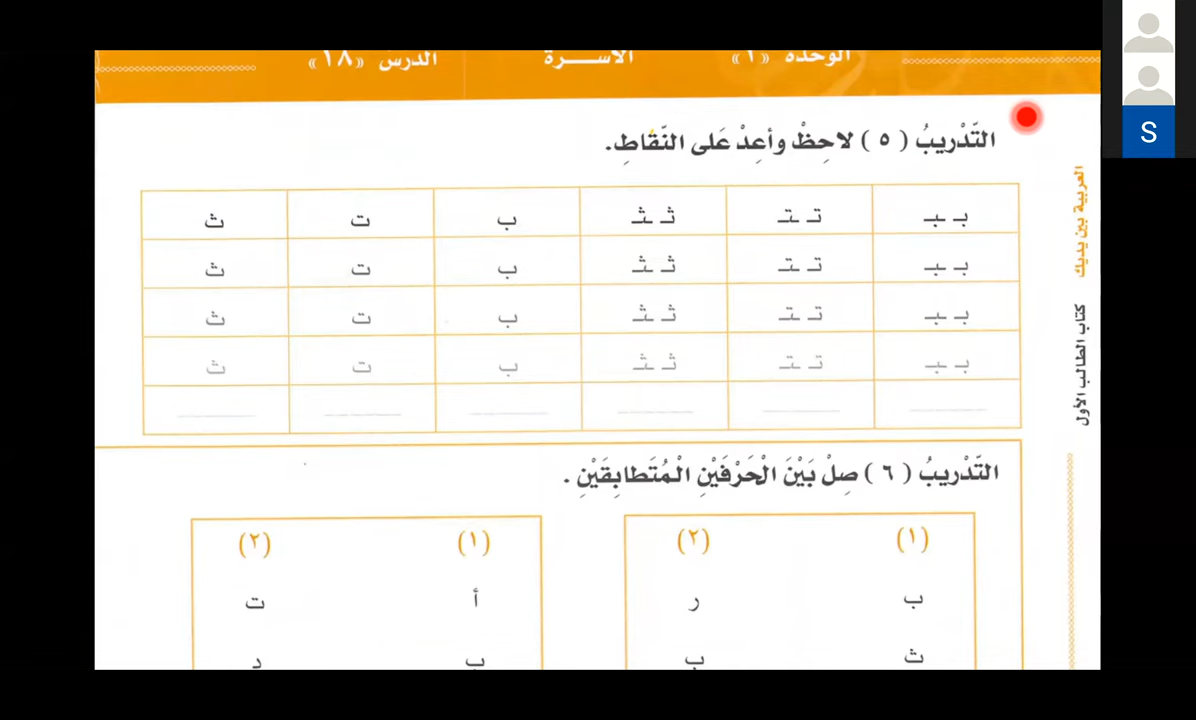 الوحدة «٢» الأســـرة الدرس «١٨»
التَّدْرِيبُ ( ٥ ) لاحِظْ وأعِدْ عَلى النِّقاطِ.
بـ ـبـ تـ ـتـ ثـ ـثـ ب ت ث
بـ ـبـ تـ ـتـ ثـ ـثـ ب ت ث
بـ ـبـ تـ ـتـ ثـ ـثـ ب ت ث
بـ ـبـ تـ ـتـ ثـ ـثـ ب ت ث
التَّدْرِيبُ ( ٦ ) صِلْ بَيْنَ الْحَرْفَيْنِ الْمُتَطابِقَيْنِ .
(١) (٢) (١) (٢)
ب ر أ ت
ث ب ب د
العربية بين يديك
كتاب الطالب الأول
S